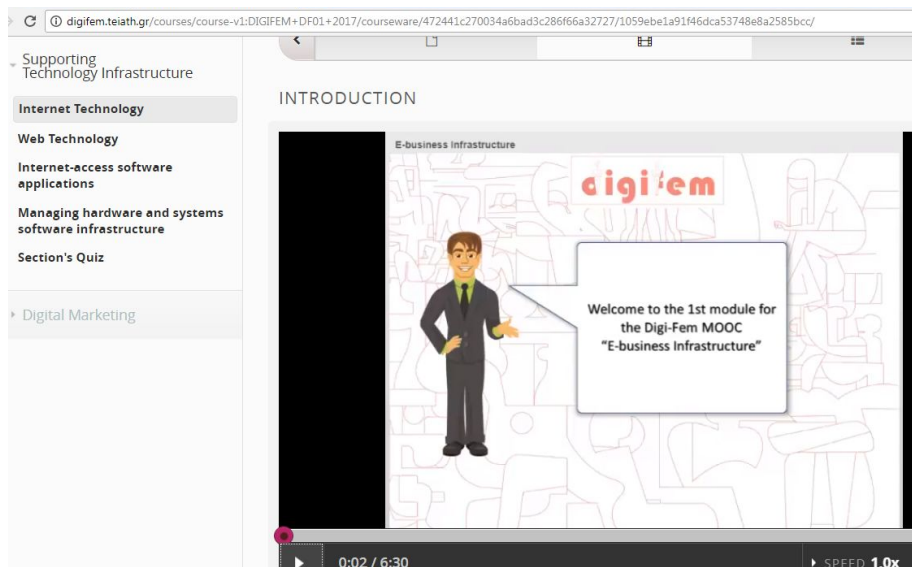 digifem.teiath.gr/courses/course-v1:DIGIFEM+DF01+2017/courseware/472441c270034a6bad3c286f66a32727/1059ebe1a91f46dca53748e8a2585bcc/
Supporting
Technology Infrastructure
Internet Technology
Web Technology
Internet-access software
applications
Managing hardware and systems
software infrastructure
Section's Quiz
Digital Marketing
INTRODUCTION
E-business Infrastructure
digifem
Welcome to the 1st module for
the Digi-Fem MOOC
"E-business Infrastructure"
0:02 / 6:30
SPEED 1.0x